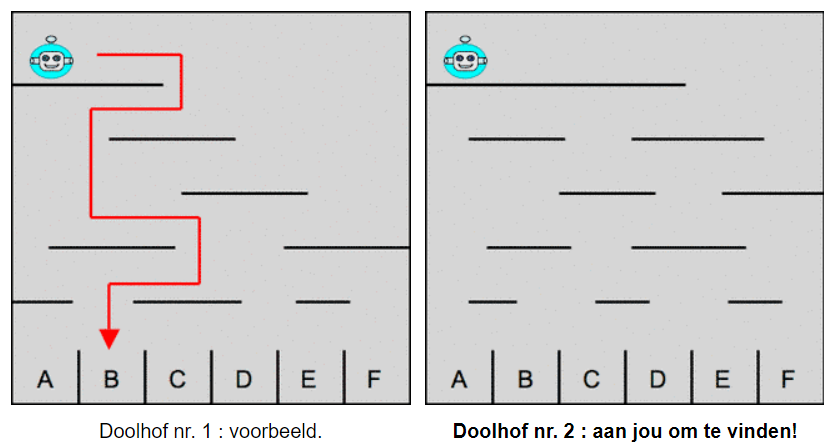 A B C D E F
A B C D E F
Doolhof nr. 1 : voorbeeld.
Doolhof nr. 2 : aan jou om te vinden!